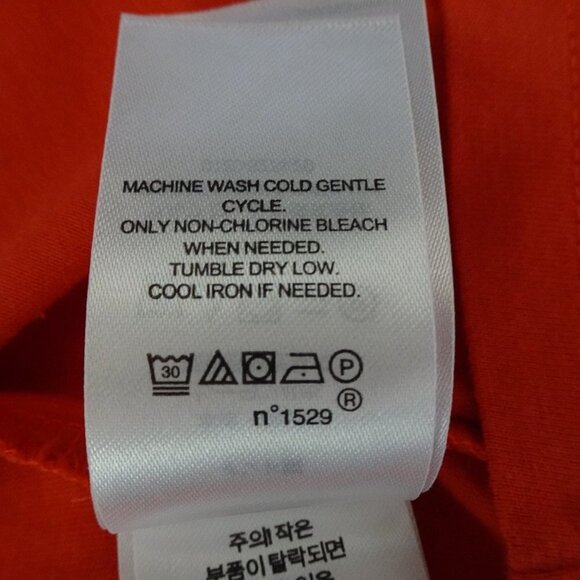 MACHINE WASH COLD GENTLE
CYCLE.
ONLY NON-CHLORINE BLEACH
WHEN NEEDED.
TUMBLE DRY LOW.
COOL IRON IF NEEDED.
30 P
®
n°1529
주의!작은
부품이 탈락되면